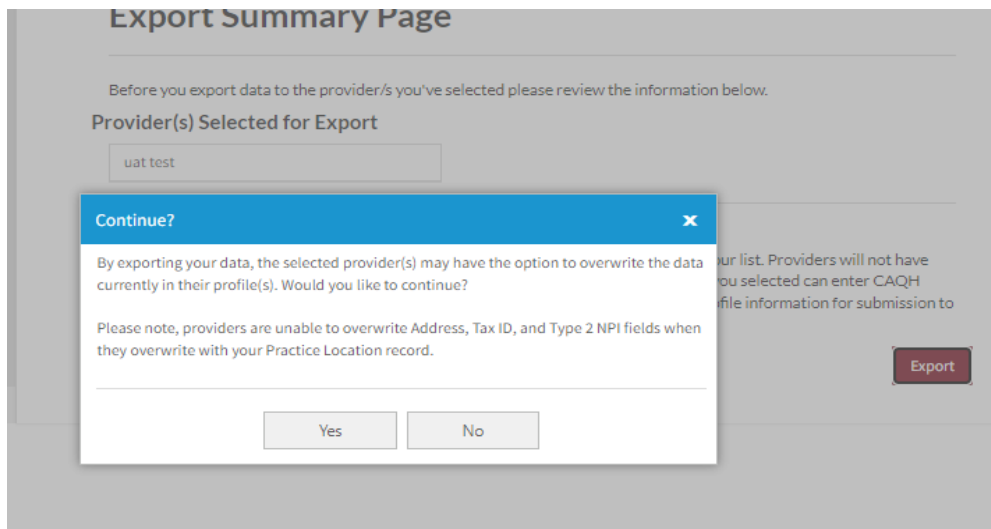 Export Summary Page
Before you export data to the provider/s you've selected please review the information below.
Provider(s) Selected for Export
uat test
Continue?
x
By exporting your data, the selected provider(s) may have the option to overwrite the data
currently in their profile(s). Would you like to continue?
Please note, providers are unable to overwrite Address, Tax ID, and Type 2 NPI fields when
they overwrite with your Practice Location record.
Yes No
list. Providers will not have
you selected can enter CAQH
information for submission to
Export